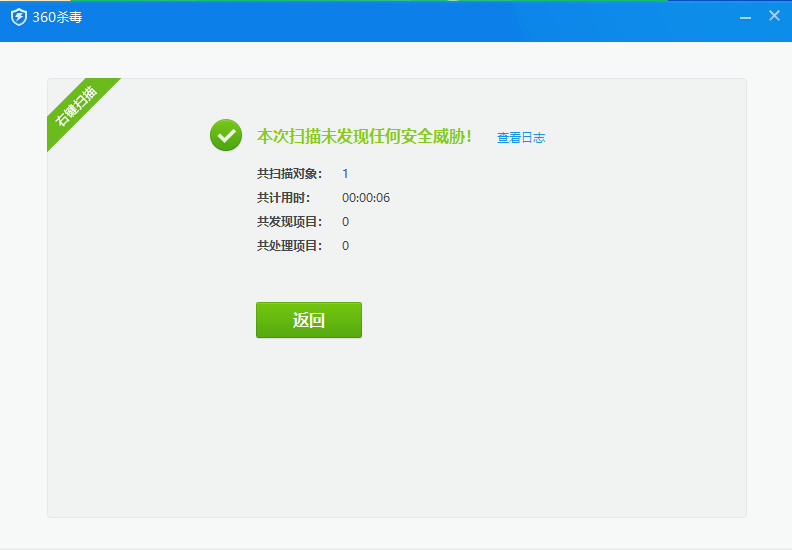 360杀毒
右键扫描
本次扫描未发现任何安全威胁! 查看日志
共扫描对象: 1
共计用时: 00:00:06
共发现项目: 0
共处理项目: 0
返回